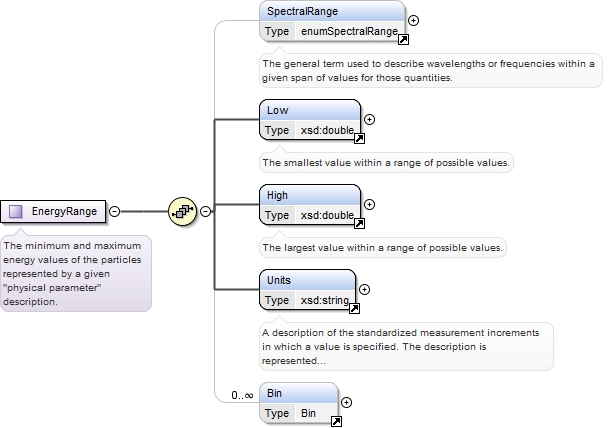 SpectralRange
Type enumSpectralRange
The general term used to describe wavelengths or frequencies within a
given span of values for those quantities.
Low
Type xsd:double
The smallest value within a range of possible values.
High
Type xsd:double
The largest value within a range of possible values.
EnergyRange
The minimum and maximum
energy values of the particles
represented by a given
"physical parameter"
description.
Units
Type xsd:string
A description of the standardized measurement increments
in which a value is specified. The description is
represented...
0..∞
Bin
Type Bin